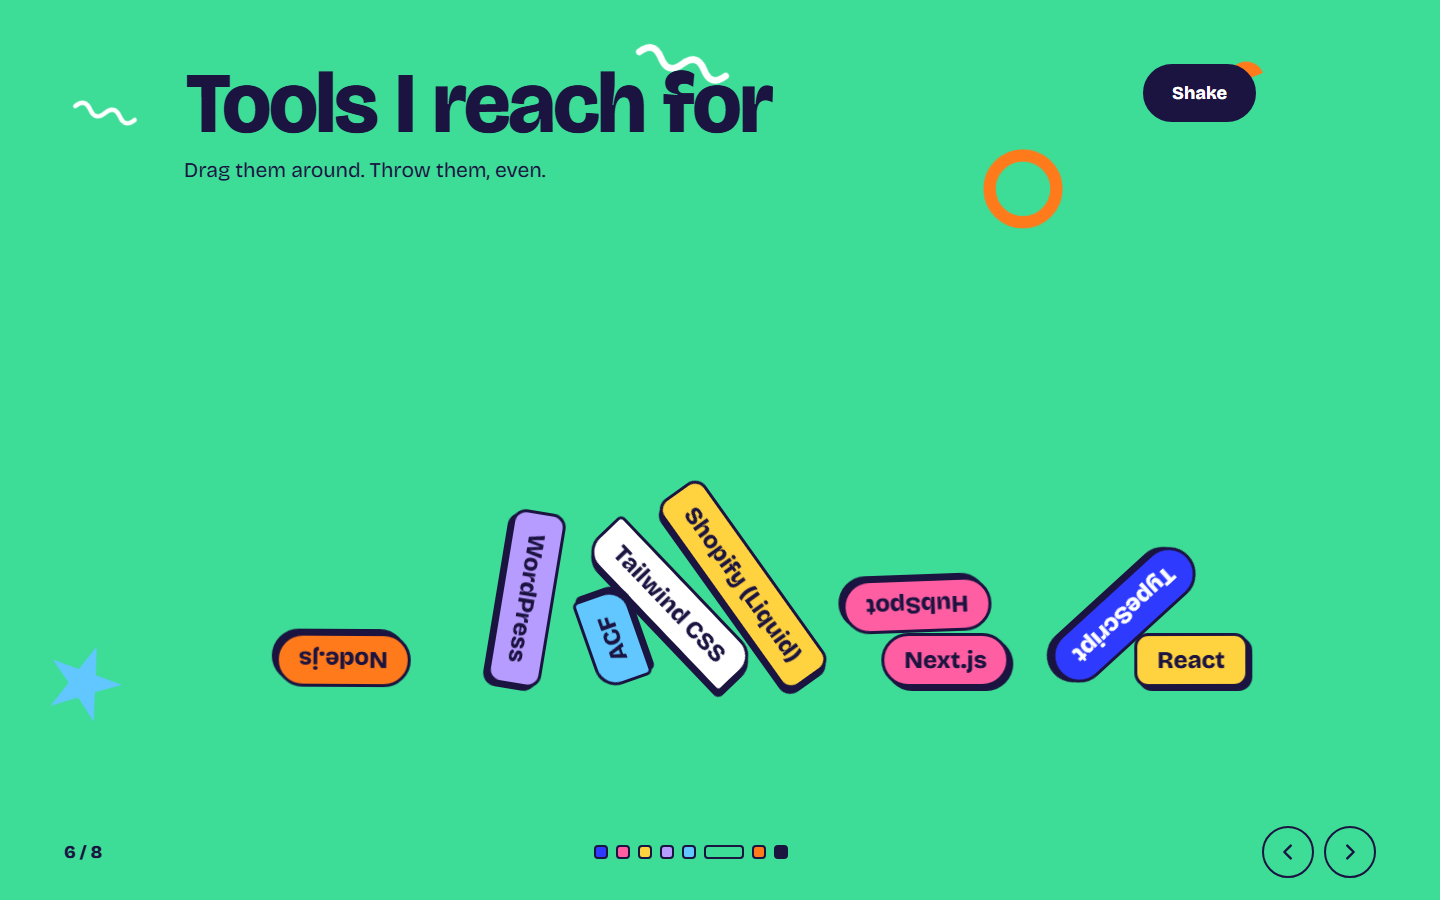 Tools I reach for
Shake
Drag them around. Throw them, even.
Node.js
WordPress
ACF
Tailwind CSS
Shopify (Liquid)
HubSpot
Next.js
TypeScript
React
6 / 8